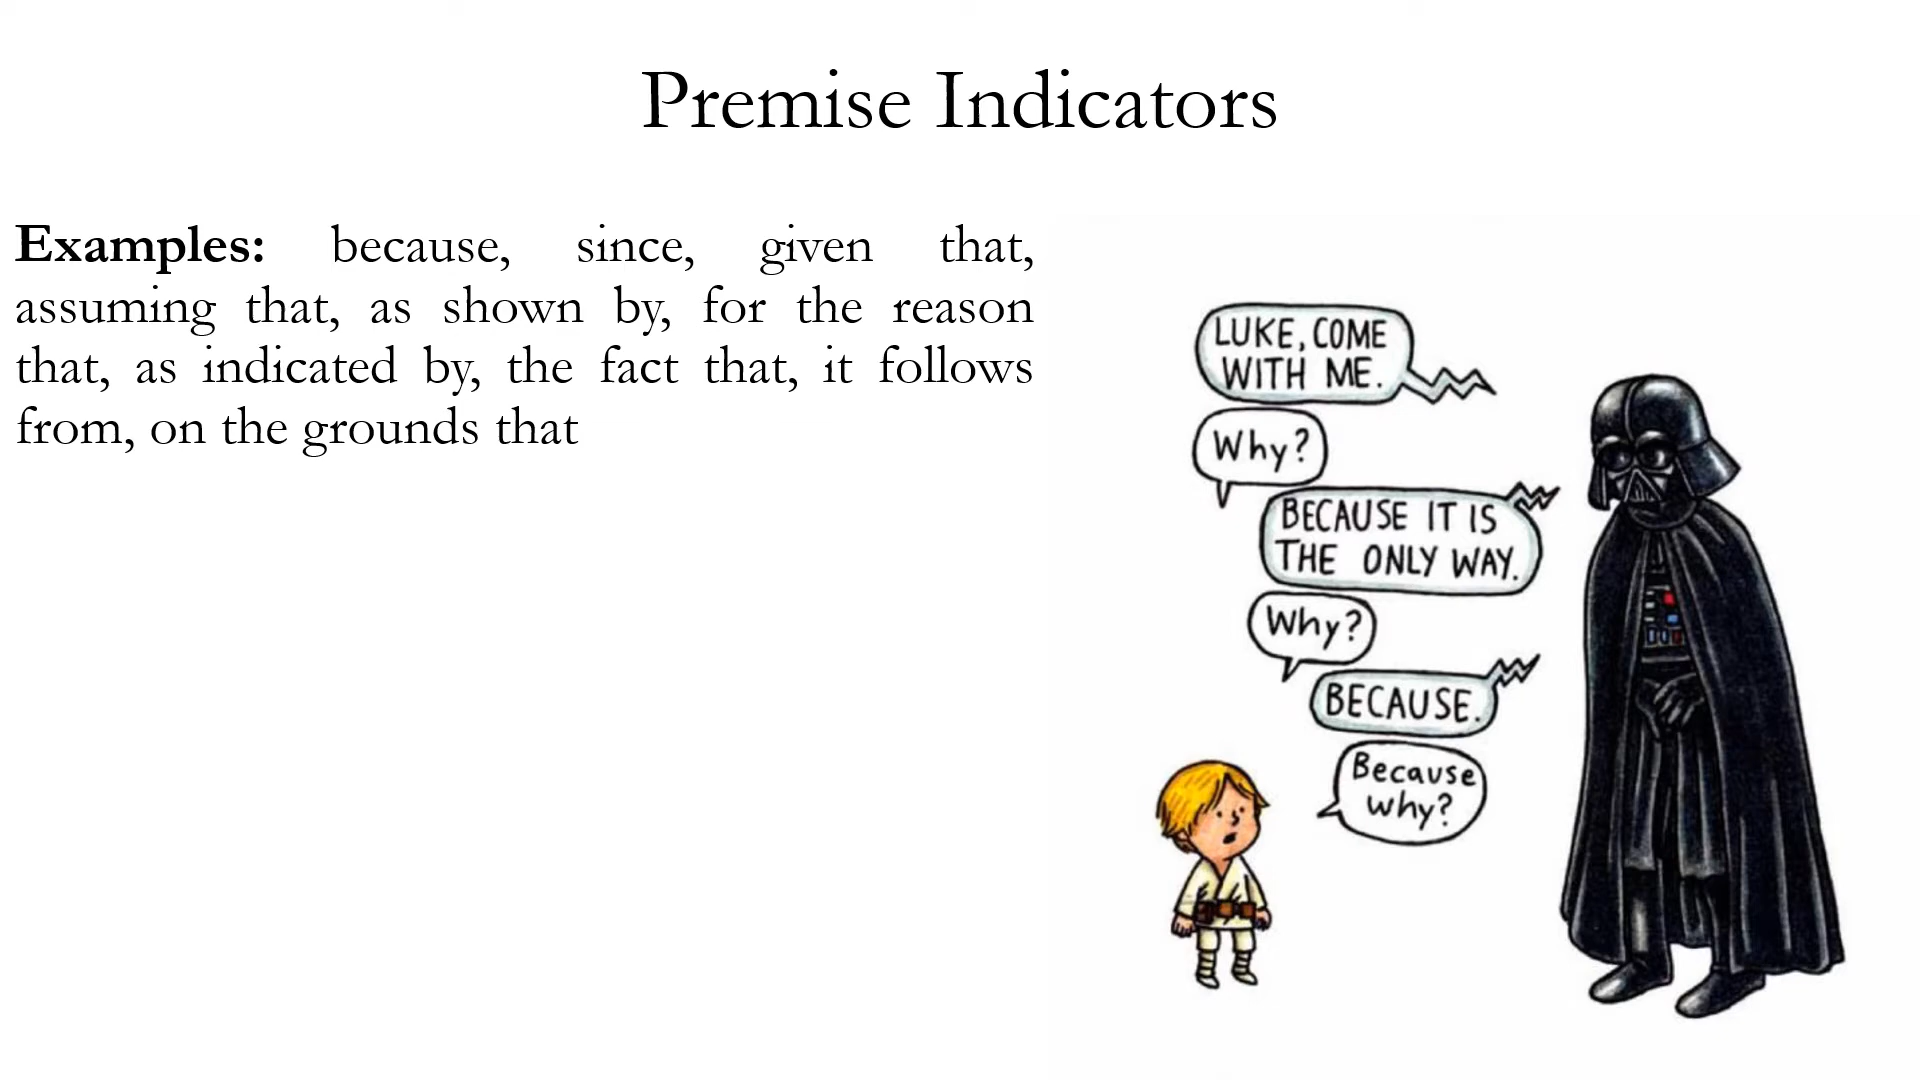 Premise Indicators
Examples: because, since, given that,
assuming that, as shown by, for the reason
that, as indicated by, the fact that, it follows
from, on the grounds that
LUKE, COME
WITH ME.
Why?
BECAUSE IT IS
THE ONLY WAY.
Why?
BECAUSE.
Because
why?